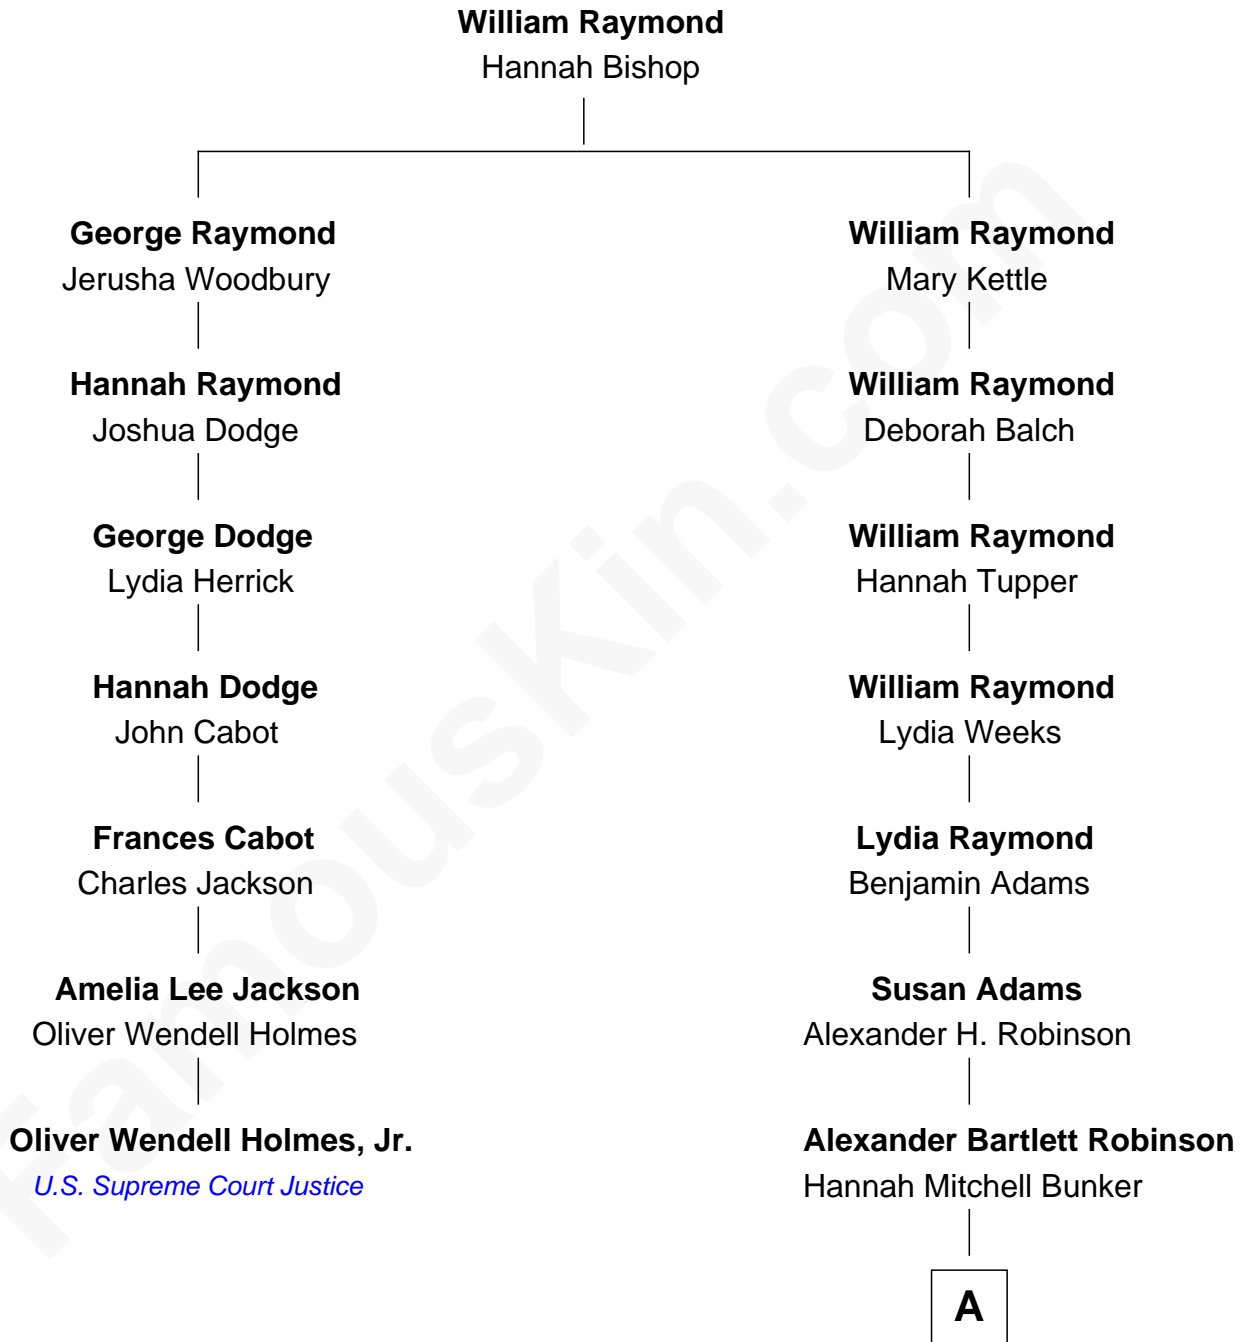 William Raymond
Hannah Bishop
George Raymond
Jerusha Woodbury
William Raymond
Mary Kettle
Hannah Raymond
Joshua Dodge
William Raymond
Deborah Balch
George Dodge
Lydia Herrick
William Raymond
Hannah Tupper
Hannah Dodge
John Cabot
William Raymond
Lydia Weeks
Frances Cabot
Charles Jackson
Lydia Raymond
Benjamin Adams
Amelia Lee Jackson
Oliver Wendell Holmes
Susan Adams
Alexander H. Robinson
Oliver Wendell Holmes, Jr.
U.S. Supreme Court Justice
Alexander Bartlett Robinson
Hannah Mitchell Bunker
A
FamousKin.com